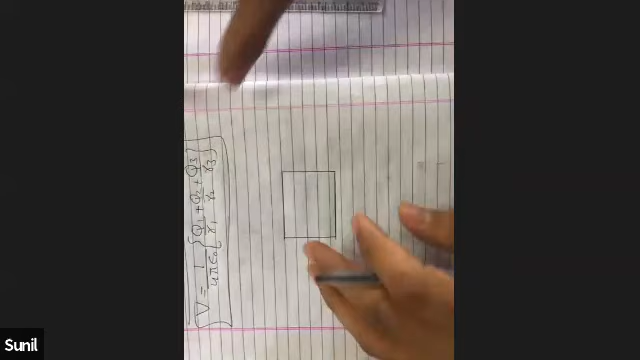 V = 1/4πε₀ { Q₁/r₁ + Q₂/r₂ + Q₃/r₃ }
Sunil